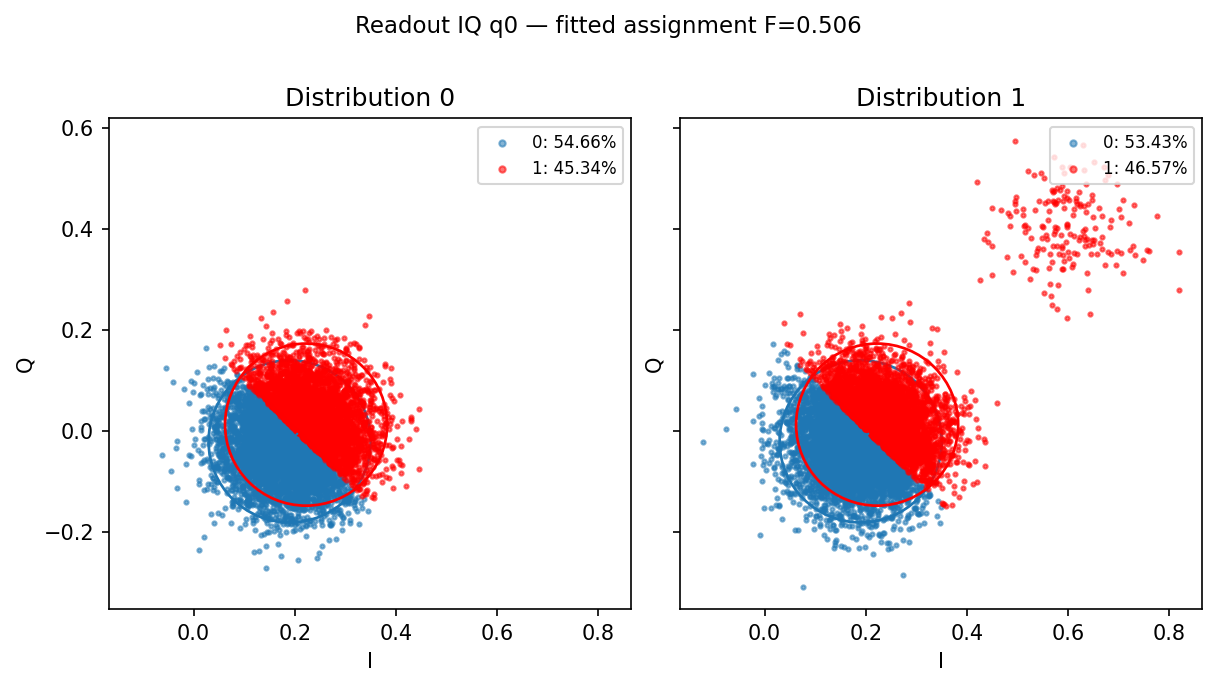 Readout IQ q0 — fitted assignment F=0.506
Distribution 0
Distribution 1
0: 54.66%
1: 45.34%
0: 53.43%
1: 46.57%
0.6
0.4
0.2
0.0
−0.2
Q
Q
0.0 0.2 0.4 0.6 0.8
0.0 0.2 0.4 0.6 0.8
I
I